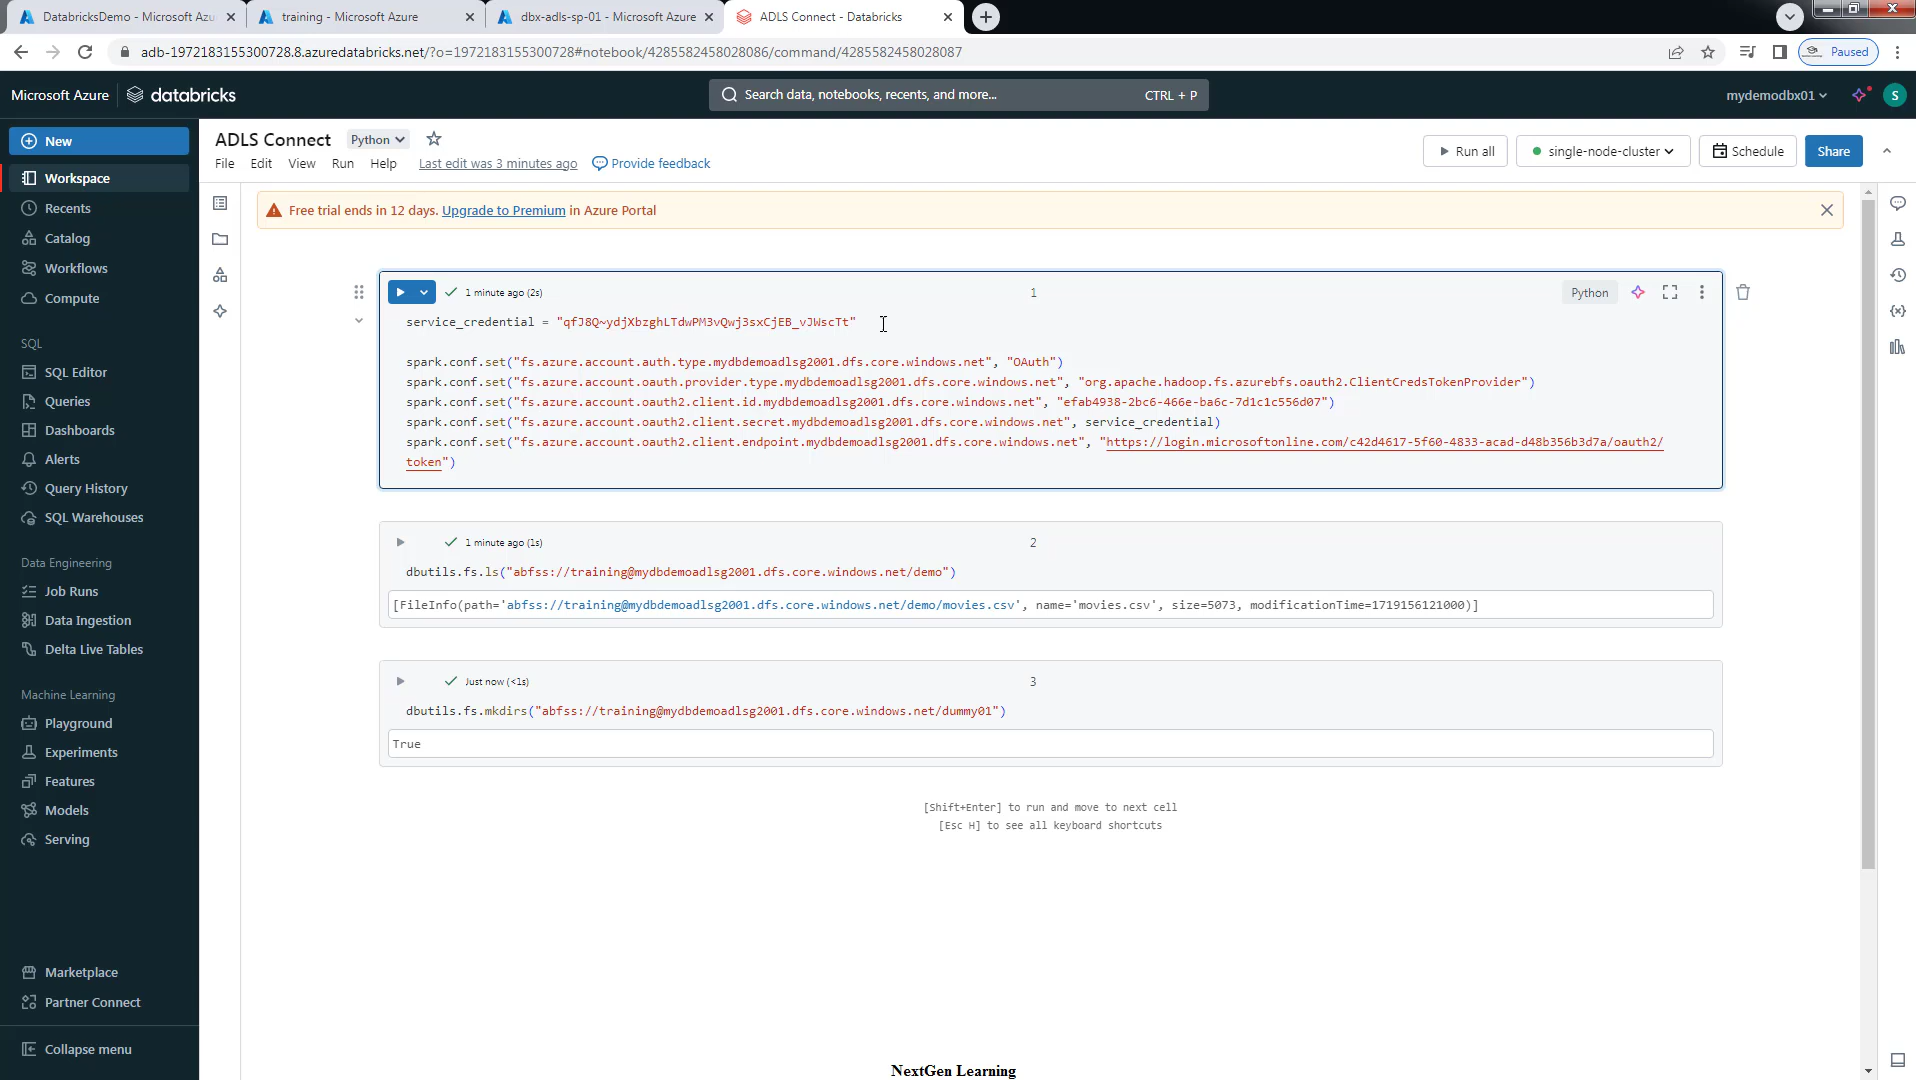 DatabricksDemo - Microsoft Azu
training - Microsoft Azure
dbx-adls-sp-01 - Microsoft Azure
ADLS Connect - Databricks
adb-1972183155300728.8.azuredatabricks.net/?o=1972183155300728#notebook/4285582458028086/command/4285582458028087
Paused
Microsoft Azure
databricks
Search data, notebooks, recents, and more...
CTRL + P
mydemodbx01
S
New
Workspace
Recents
Catalog
Workflows
Compute
SQL
SQL Editor
Queries
Dashboards
Alerts
Query History
SQL Warehouses
Data Engineering
Job Runs
Data Ingestion
Delta Live Tables
Machine Learning
Playground
Experiments
Features
Models
Serving
Marketplace
Partner Connect
Collapse menu
ADLS Connect
Python
File Edit View Run Help Last edit was 3 minutes ago Provide feedback
Run all
single-node-cluster
Schedule
Share
Free trial ends in 12 days. Upgrade to Premium in Azure Portal
1 minute ago (2s)
1
Python
service_credential = "qfJ8Q~ydjXbzghLTdwPM3vQwj3sxCjEB_vJWscTt"
spark.conf.set("fs.azure.account.auth.type.mydbdemoadlsg2001.dfs.core.windows.net", "OAuth")
spark.conf.set("fs.azure.account.oauth.provider.type.mydbdemoadlsg2001.dfs.core.windows.net", "org.apache.hadoop.fs.azurebfs.oauth2.ClientCredsTokenProvider")
spark.conf.set("fs.azure.account.oauth2.client.id.mydbdemoadlsg2001.dfs.core.windows.net", "efab4938-2bc6-466e-ba6c-7d1c1c556d07")
spark.conf.set("fs.azure.account.oauth2.client.secret.mydbdemoadlsg2001.dfs.core.windows.net", service_credential)
spark.conf.set("fs.azure.account.oauth2.client.endpoint.mydbdemoadlsg2001.dfs.core.windows.net", "https://login.microsoftonline.com/c42d4617-5f60-4833-acad-d48b356b3d7a/oauth2/
token")
1 minute ago (1s)
2
dbutils.fs.ls("abfss://training@mydbdemoadlsg2001.dfs.core.windows.net/demo")
[FileInfo(path='abfss://training@mydbdemoadlsg2001.dfs.core.windows.net/demo/movies.csv', name='movies.csv', size=5073, modificationTime=1719156121000)]
Just now (<1s)
3
dbutils.fs.mkdirs("abfss://training@mydbdemoadlsg2001.dfs.core.windows.net/dummy01")
True
[Shift+Enter] to run and move to next cell
[Esc H] to see all keyboard shortcuts
NextGen Learning